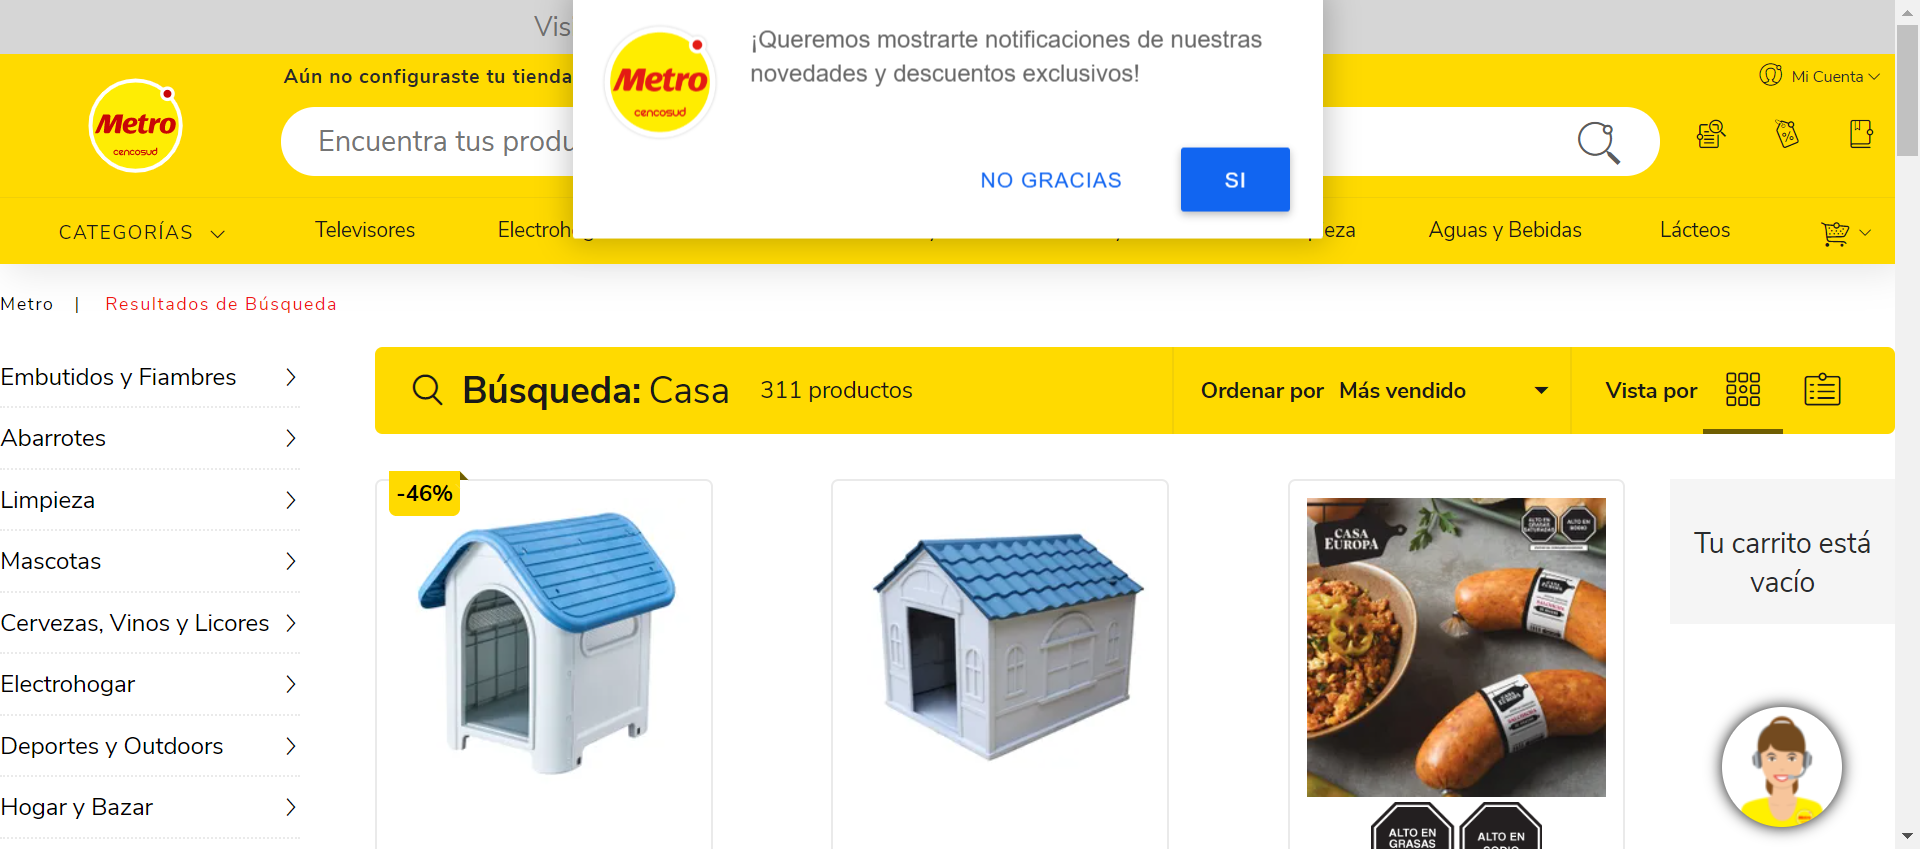 Vis
¡Queremos mostrarte notificaciones de nuestras
novedades y descuentos exclusivos!
NO GRACIAS
SI
Metro
cencosud
Metro
cencosud
Aún no configuraste tu tienda
Encuentra tus produ
Mi Cuenta
CATEGORÍAS
Televisores
Electrohog
Aguas y Bebidas
Lácteos
Metro | Resultados de Búsqueda
Embutidos y Fiambres
Abarrotes
Limpieza
Mascotas
Cervezas, Vinos y Licores
Electrohogar
Deportes y Outdoors
Hogar y Bazar
Búsqueda: Casa 311 productos
Ordenar por Más vendido
Vista por
-46%
CASA
EUROPA
ALTO EN
GRASAS
SATURADAS
ALTO EN
SODIO
Tu carrito está
vacío
ALTO EN
GRASAS
ALTO EN